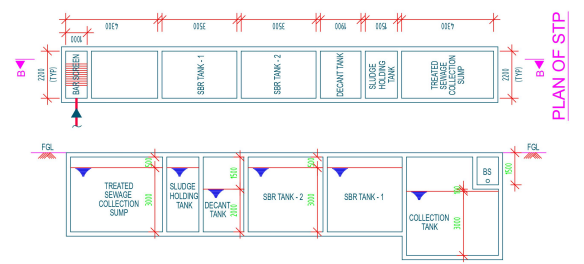 4300
3500
3500
1900
1500
4300
1000
B
2200
(TYP)
BAR SCREEN
SBR TANK - 1
SBR TANK - 2
DECANT TANK
SLUDGE
HOLDING
TANK
TREATED
SEWAGE
COLLECTION
SUMP
2200
(TYP)
B
PLAN OF STP
FGL
FGL
500
1500
500
500
1500
BS
TREATED
SEWAGE
COLLECTION
SUMP
3000
SLUDGE
HOLDING
TANK
DECANT
TANK
2000
SBR TANK - 2
3000
SBR TANK - 1
COLLECTION
TANK
3000